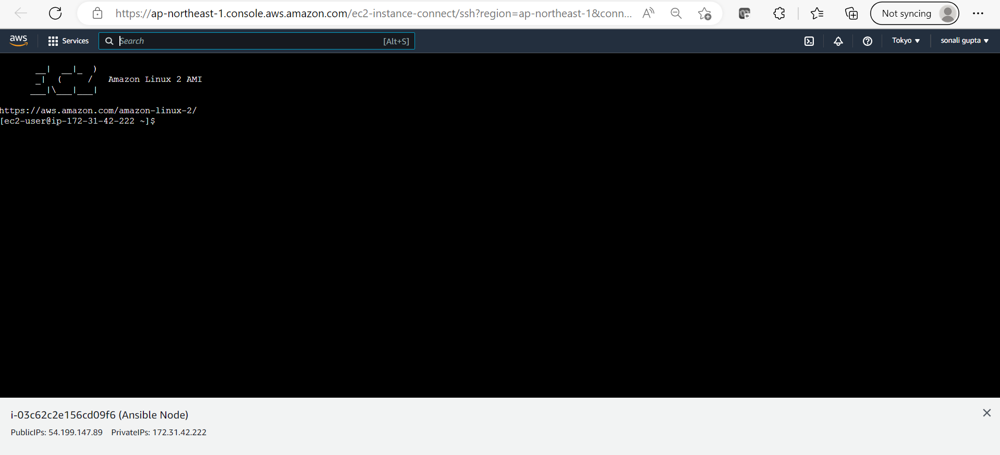 https://ap-northeast-1.console.aws.amazon.com/ec2-instance-connect/ssh?region=ap-northeast-1&conn...
Not syncing
aws
Services
Search
[Alt+S]
Tokyo
sonali gupta
__|  __|_  )
_|  (     /   Amazon Linux 2 AMI
___|\___|___|
https://aws.amazon.com/amazon-linux-2/
[ec2-user@ip-172-31-42-222 ~]$
i-03c62c2e156cd09f6 (Ansible Node)
PublicIPs: 54.199.147.89    PrivateIPs: 172.31.42.222